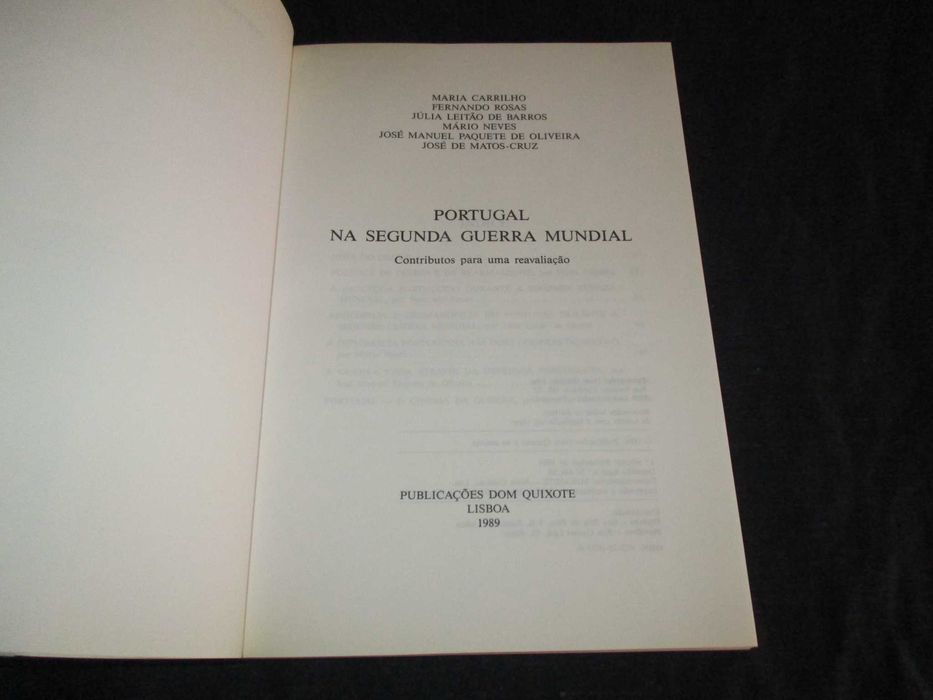 MARIA CARRILHO
FERNANDO ROSAS
JÚLIA LEITÃO DE BARROS
MÁRIO NEVES
JOSÉ MANUEL PAQUETE DE OLIVEIRA
JOSÉ DE MATOS-CRUZ
PORTUGAL
NA SEGUNDA GUERRA MUNDIAL
Contributos para uma reavaliação
PUBLICAÇÕES DOM QUIXOTE
LISBOA
1989